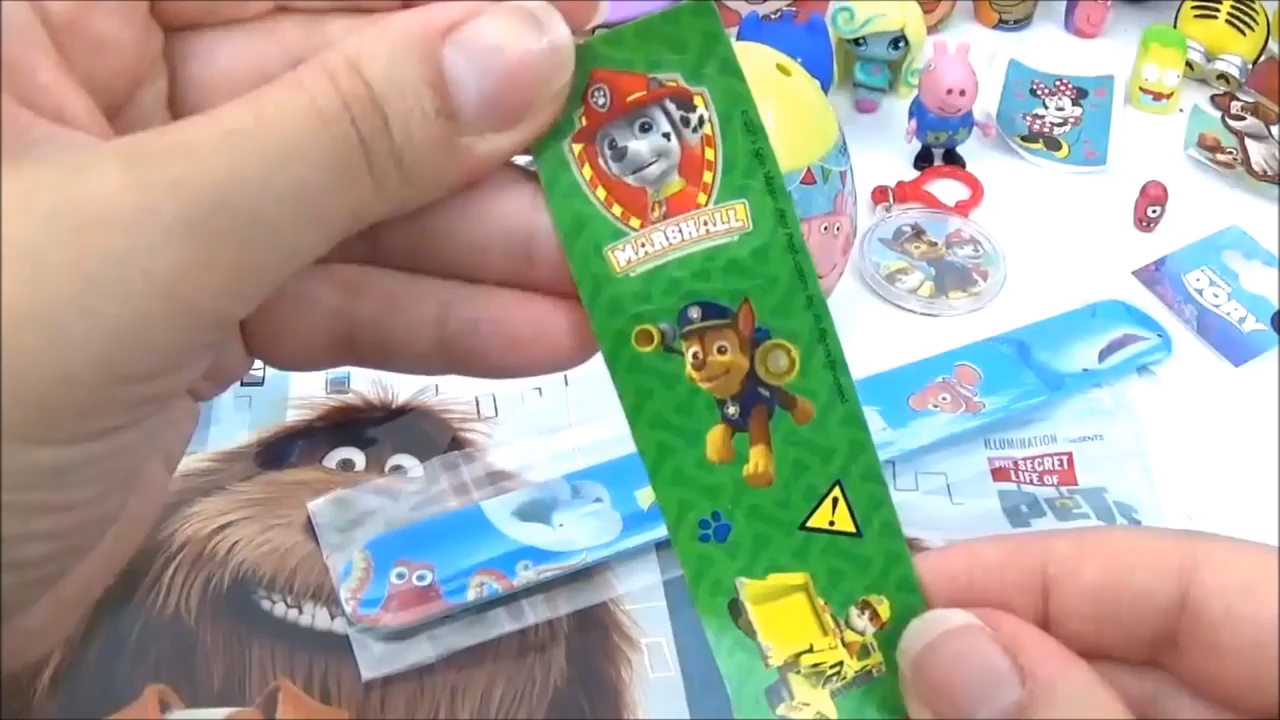 MARSHALL
DORY
ILLUMINATION PRESENTS
THE SECRET
LIFE OF
PETS